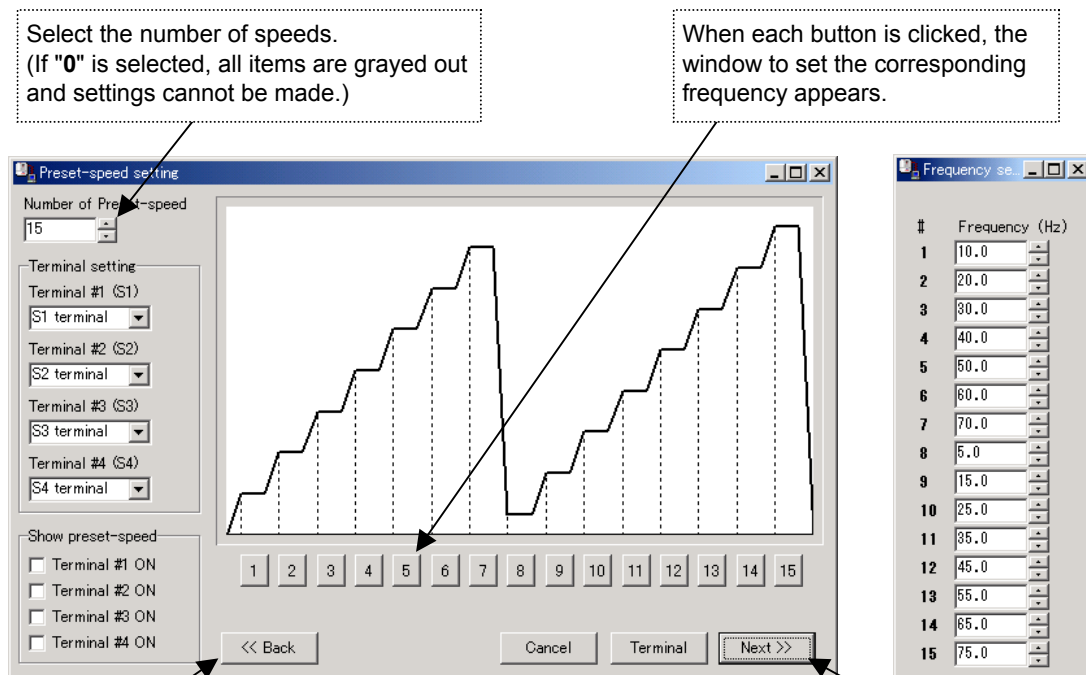 Select the number of speeds.
(If "0" is selected, all items are grayed out
and settings cannot be made.)
When each button is clicked, the
window to set the corresponding
frequency appears.
Preset-speed setting
Number of Preset-speed
15
Terminal setting
Terminal #1 (S1)
S1 terminal
Terminal #2 (S2)
S2 terminal
Terminal #3 (S3)
S3 terminal
Terminal #4 (S4)
S4 terminal
Show preset-speed
Terminal #1 ON
Terminal #2 ON
Terminal #3 ON
Terminal #4 ON
1 2 3 4 5 6 7 8 9 10 11 12 13 14 15
<< Back Cancel Terminal Next >>
Frequency se...
# Frequency (Hz)
1 10.0
2 20.0
3 30.0
4 40.0
5 50.0
6 60.0
7 70.0
8 5.0
9 15.0
10 25.0
11 35.0
12 45.0
13 55.0
14 65.0
15 75.0